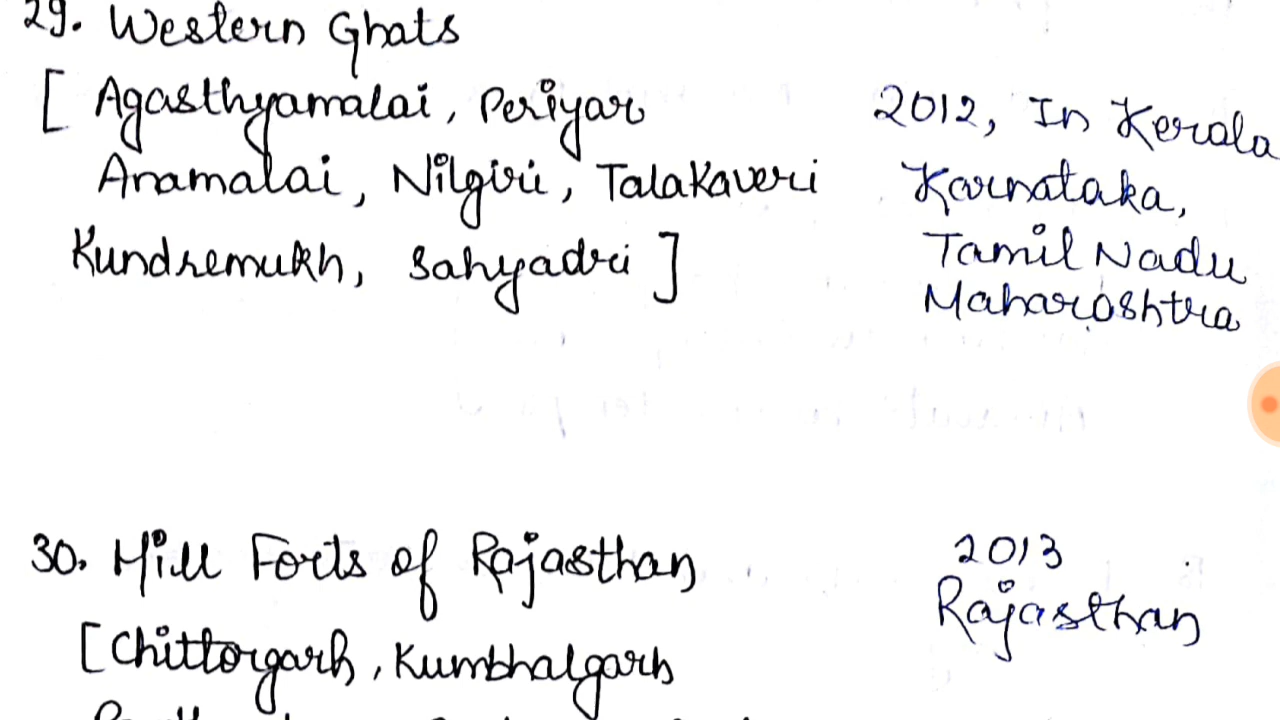 29. Western Ghats
[ Agasthyamalai, Periyar
Anamalai, Nilgiri, Talakaveri
Kundremukh, Sahyadri ]
2012, In Kerala
Karnataka,
Tamil Nadu
Maharashtra
30. Hill Forts of Rajasthan
[Chittorgarh, Kumbhalgarh
2013
Rajasthan